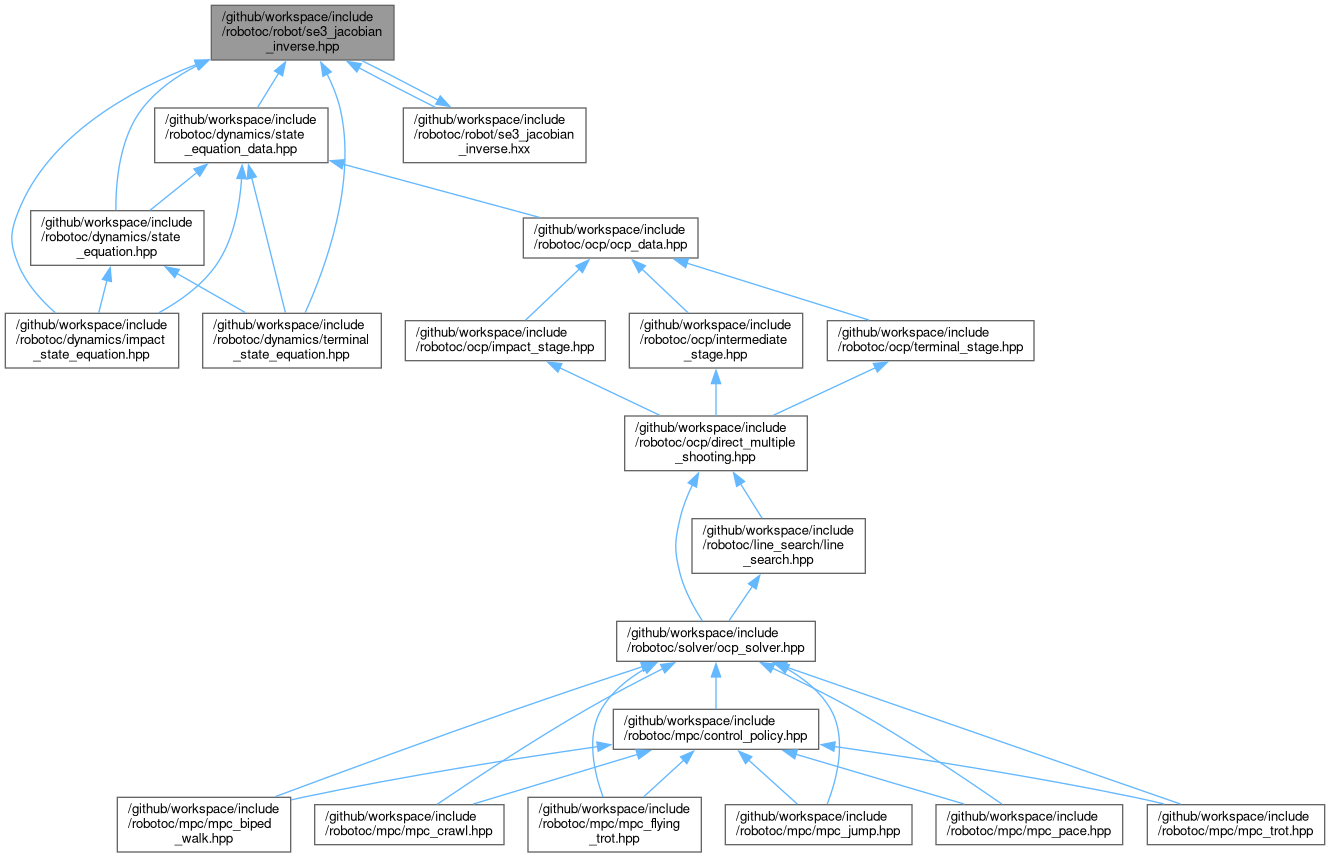 /github/workspace/include
/robotoc/robot/se3_jacobian
_inverse.hpp
/github/workspace/include
/robotoc/dynamics/state
_equation_data.hpp
/github/workspace/include
/robotoc/robot/se3_jacobian
_inverse.hxx
/github/workspace/include
/robotoc/dynamics/state
_equation.hpp
/github/workspace/include
/robotoc/ocp/ocp_data.hpp
/github/workspace/include
/robotoc/dynamics/impact
_state_equation.hpp
/github/workspace/include
/robotoc/dynamics/terminal
_state_equation.hpp
/github/workspace/include
/robotoc/ocp/impact_stage.hpp
/github/workspace/include
/robotoc/ocp/intermediate
_stage.hpp
/github/workspace/include
/robotoc/ocp/terminal_stage.hpp
/github/workspace/include
/robotoc/ocp/direct_multiple
_shooting.hpp
/github/workspace/include
/robotoc/line_search/line
_search.hpp
/github/workspace/include
/robotoc/solver/ocp_solver.hpp
/github/workspace/include
/robotoc/mpc/control_policy.hpp
/github/workspace/include
/robotoc/mpc/mpc_biped
_walk.hpp
/github/workspace/include
/robotoc/mpc/mpc_crawl.hpp
/github/workspace/include
/robotoc/mpc/mpc_flying
_trot.hpp
/github/workspace/include
/robotoc/mpc/mpc_jump.hpp
/github/workspace/include
/robotoc/mpc/mpc_pace.hpp
/github/workspace/include
/robotoc/mpc/mpc_trot.hpp